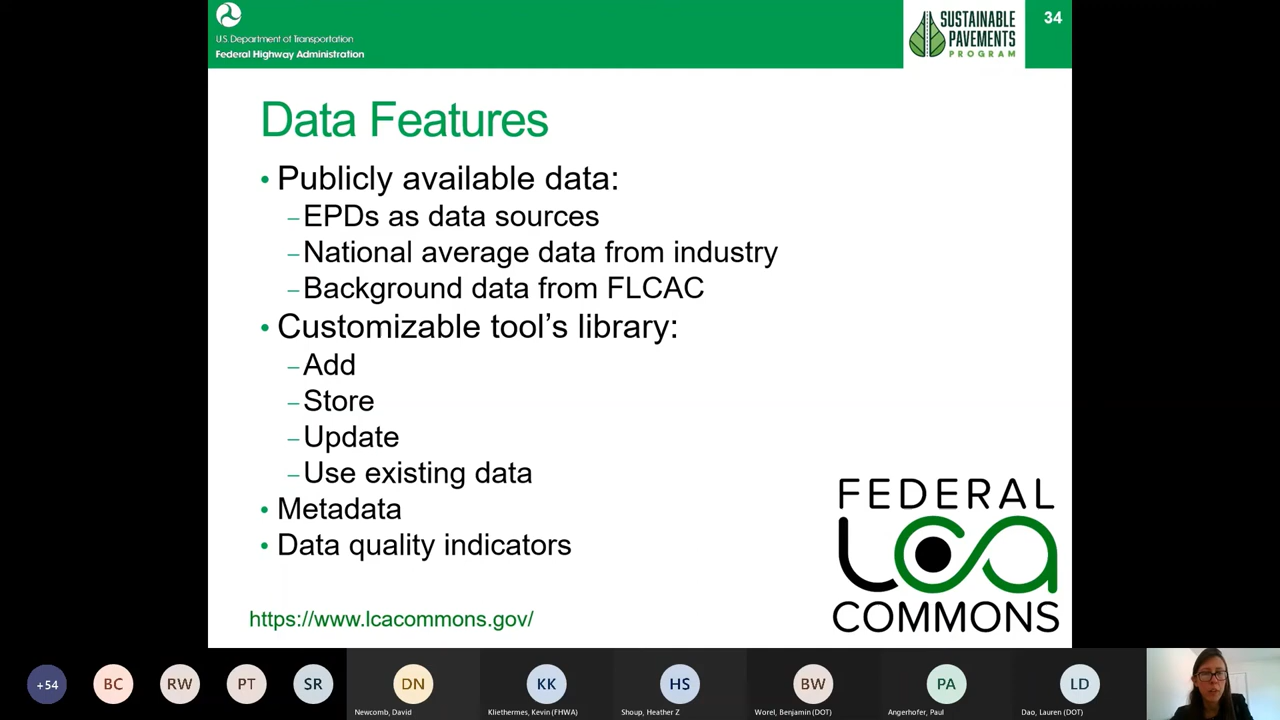 U.S. Department of Transportation
Federal Highway Administration
SUSTAINABLE
PAVEMENTS
PROGRAM
34
Data Features
• Publicly available data:
–EPDs as data sources
–National average data from industry
–Background data from FLCAC
• Customizable tool’s library:
–Add
–Store
–Update
–Use existing data
• Metadata
• Data quality indicators
https://www.lcacommons.gov/
FEDERAL
LCA
COMMONS
+54
BC
RW
PT
SR
DN
KK
HS
BW
PA
LD
Newcomb, David
Kliethermes, Kevin (FHWA)
Shoup, Heather Z
Worel, Benjamin (DOT)
Angerhofer, Paul
Dao, Lauren (DOT)